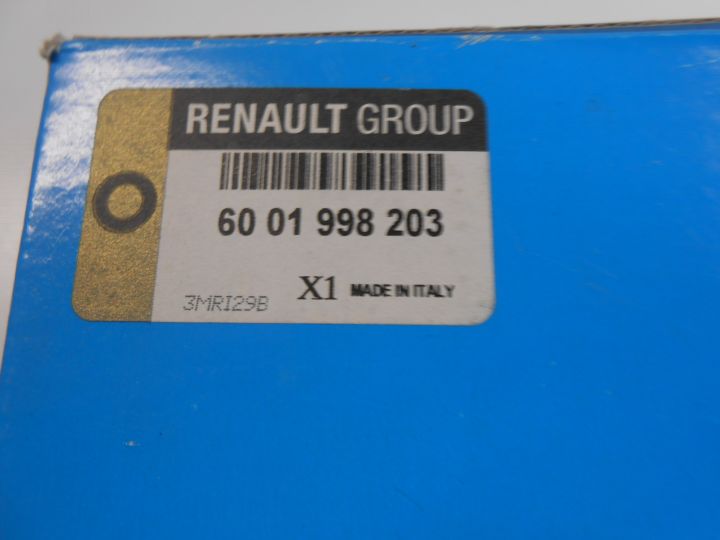 RENAULT GROUP
60 01 998 203
3MRI29B X1 MADE IN ITALY